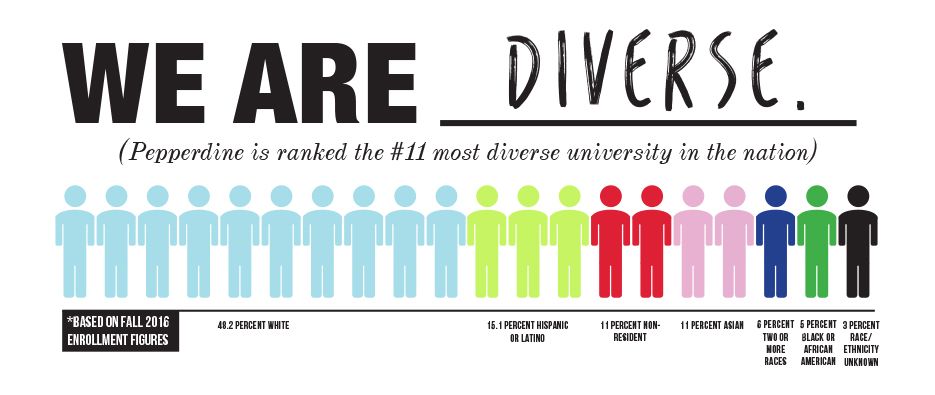 WE ARE DIVERSE.
(Pepperdine is ranked the #11 most diverse university in the nation)
*BASED ON FALL 2016
ENROLLMENT FIGURES
48.2 PERCENT WHITE
15.1 PERCENT HISPANIC
OR LATINO
11 PERCENT NON-
RESIDENT
11 PERCENT ASIAN
6 PERCENT
TWO OR
MORE
RACES
5 PERCENT
BLACK OR
AFRICAN
AMERICAN
3 PERCENT
RACE/
ETHNICITY
UNKNOWN